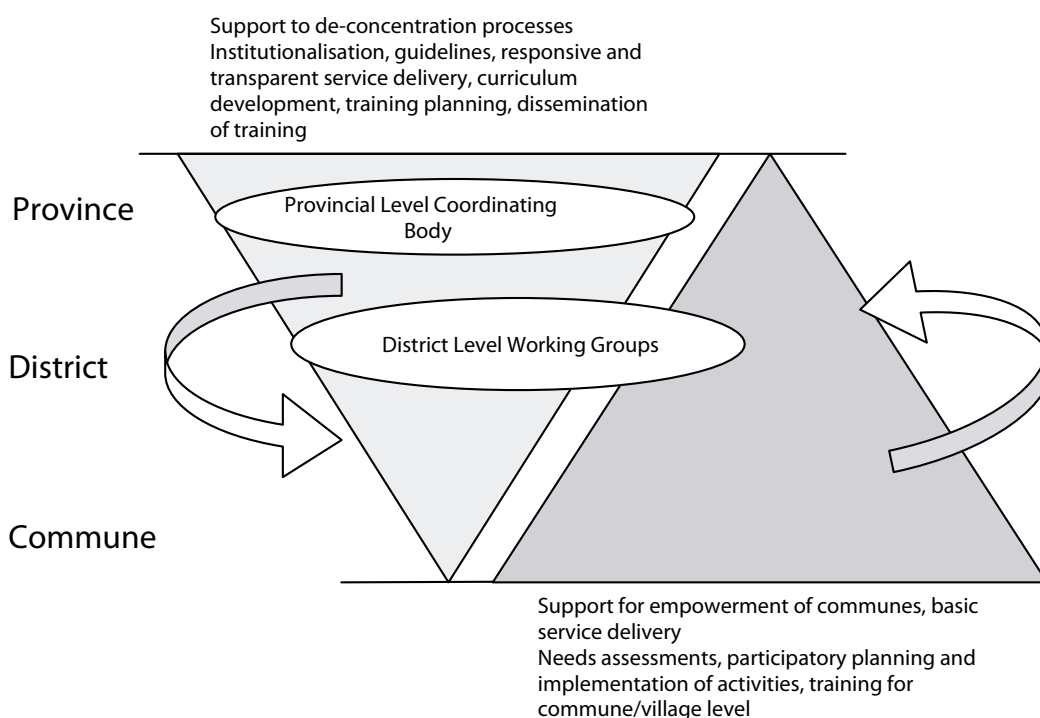 Support to de-concentration processes
Institutionalisation, guidelines, responsive and
transparent service delivery, curriculum
development, training planning, dissemination
of training
Province
Provincial Level Coordinating
Body
District Level Working Groups
District
Commune
Support for empowerment of communes, basic
service delivery
Needs assessments, participatory planning and
implementation of activities, training for
commune/village level